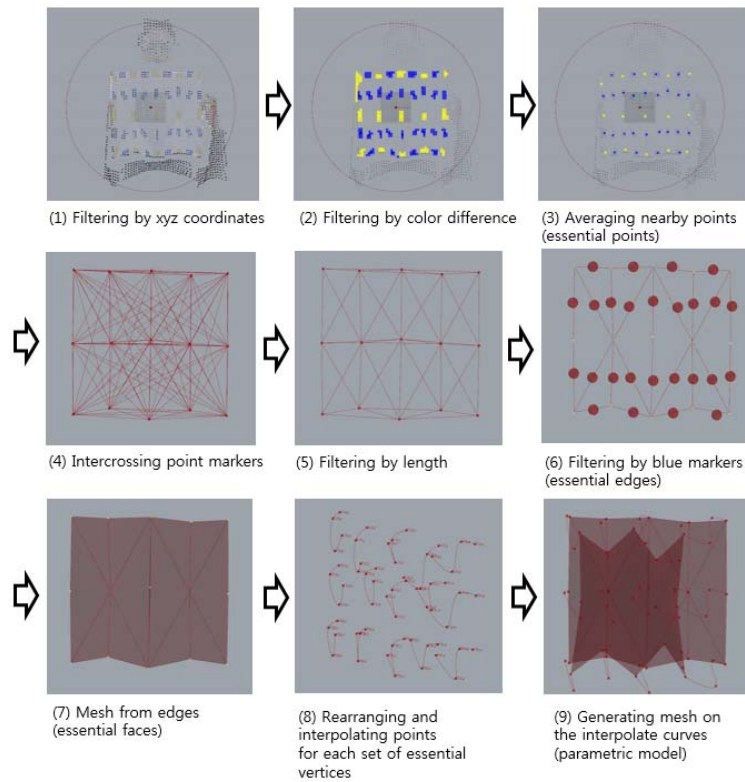 (1) Filtering by xyz coordinates
(2) Filtering by color difference
(3) Averaging nearby points
(essential points)
(4) Intercrossing point markers
(5) Filtering by length
(6) Filtering by blue markers
(essential edges)
(7) Mesh from edges
(essential faces)
(8) Rearranging and
interpolating points
for each set of essential
vertices
(9) Generating mesh on
the interpolate curves
(parametric model)